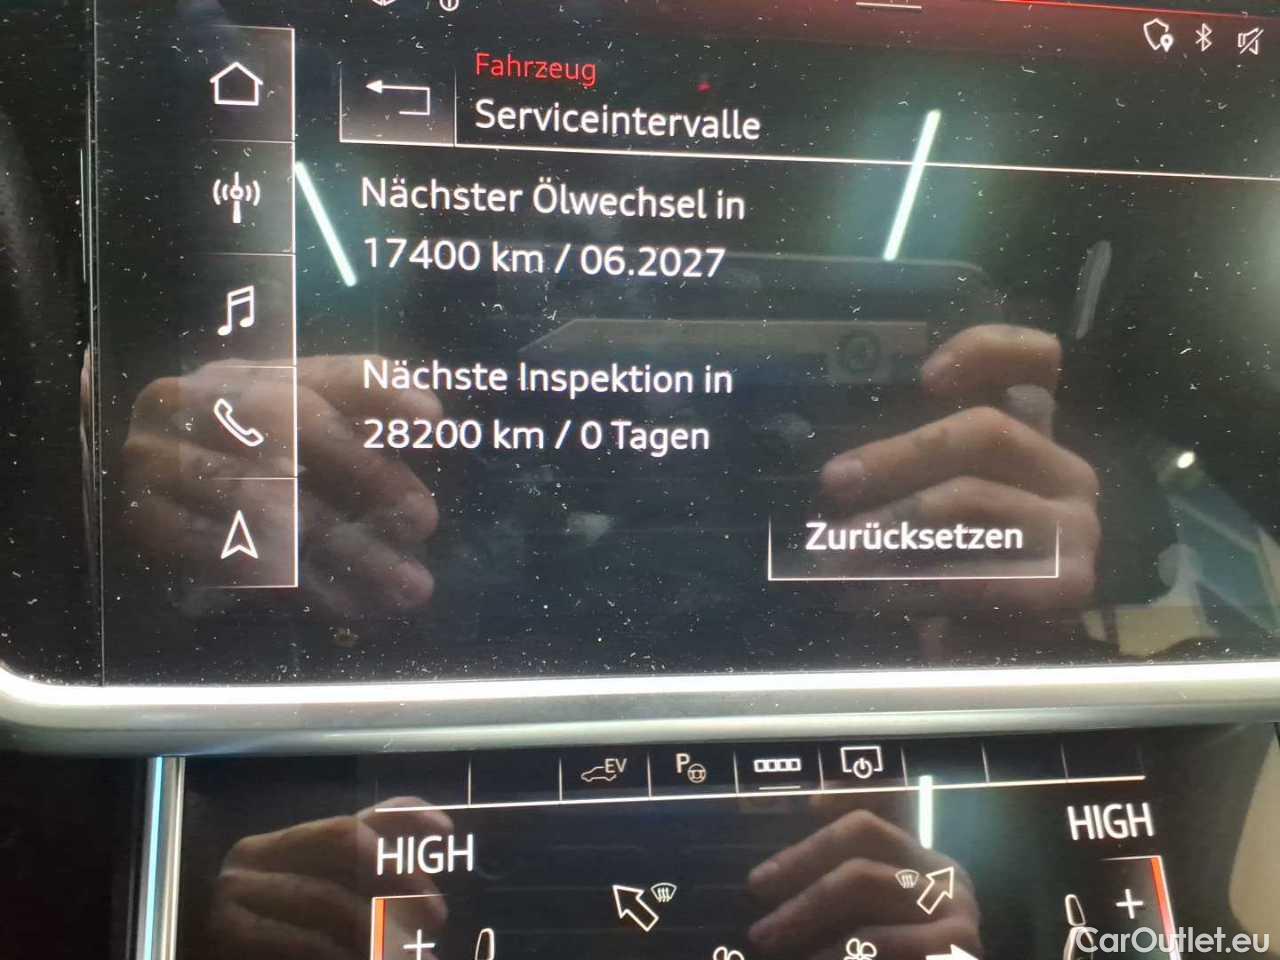 Fahrzeug
Serviceintervalle
Nächster Ölwechsel in
17400 km / 06.2027
Nächste Inspektion in
28200 km / 0 Tagen
Zurücksetzen
EV
P
HIGH
HIGH
+
+
CarOutlet.eu